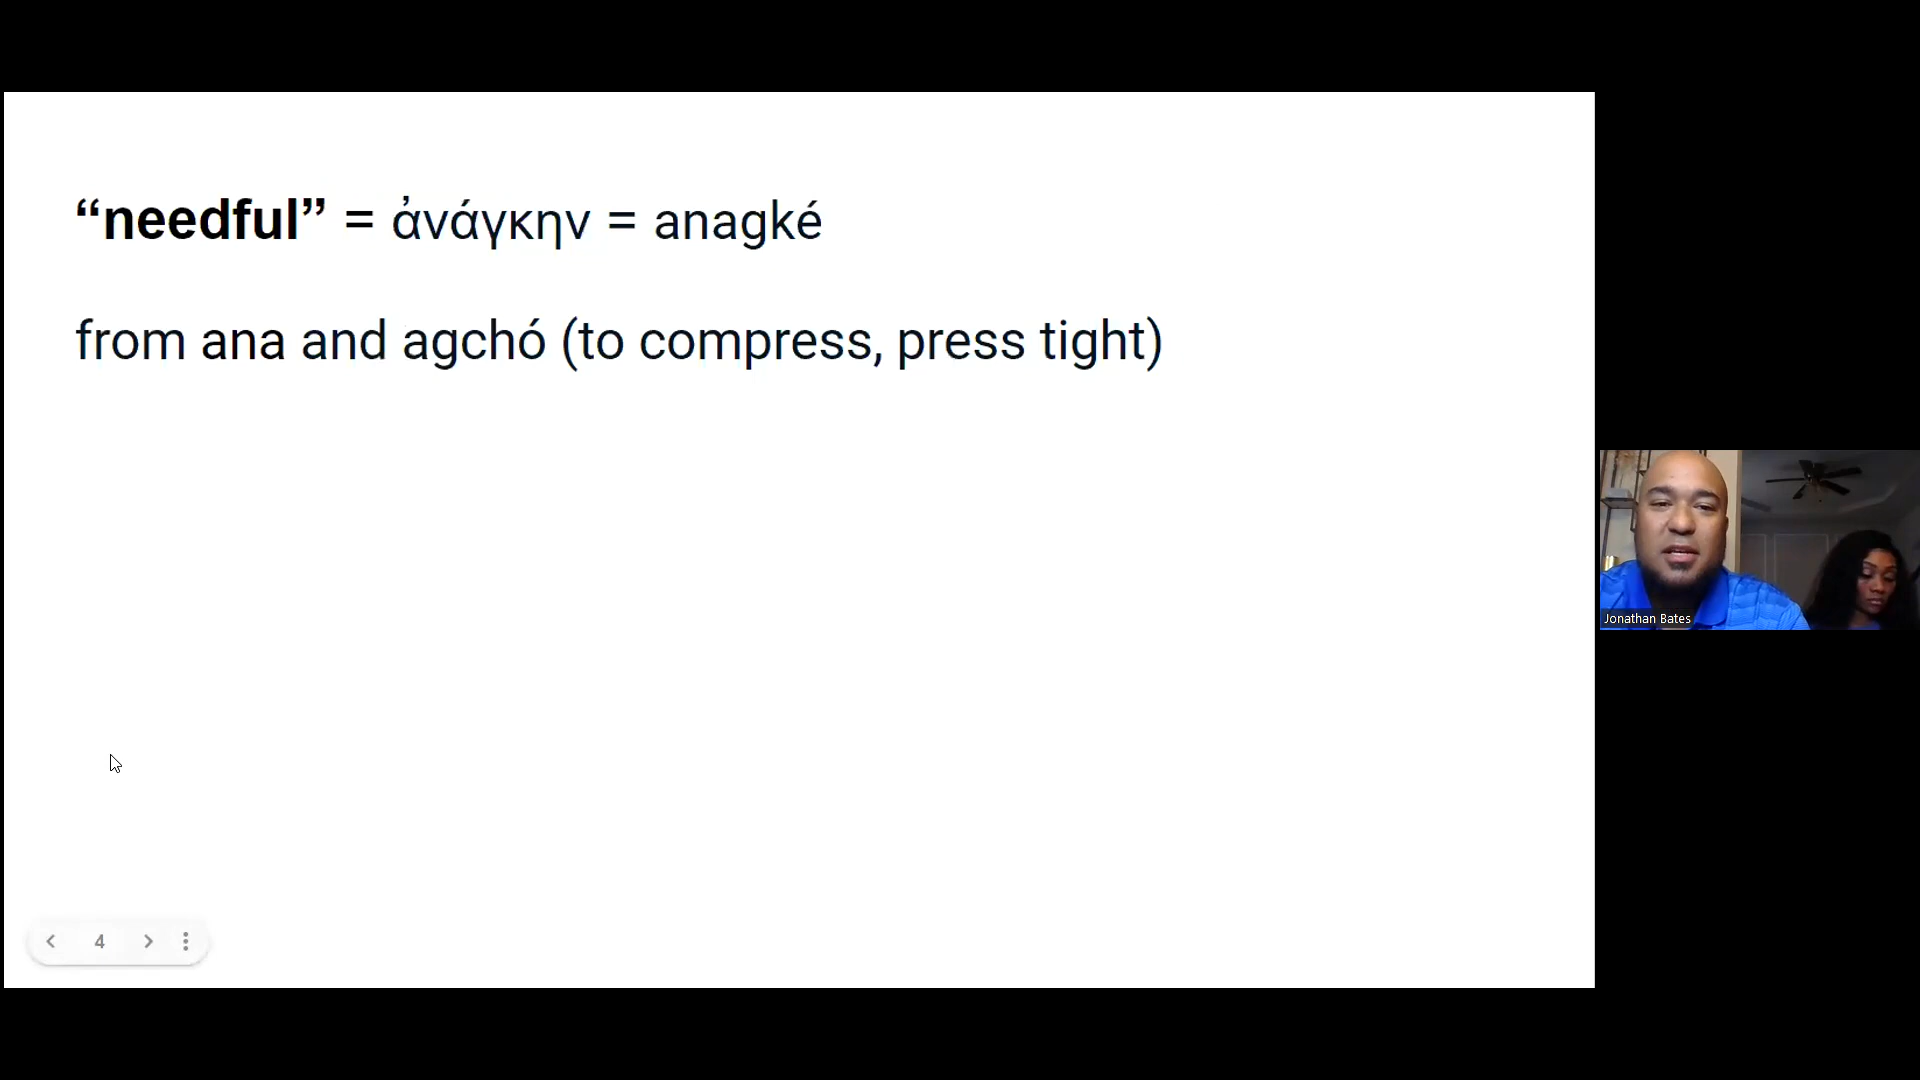 “needful” = ἀνάγκην = anagké
from ana and agchó (to compress, press tight)
Jonathan Bates
4